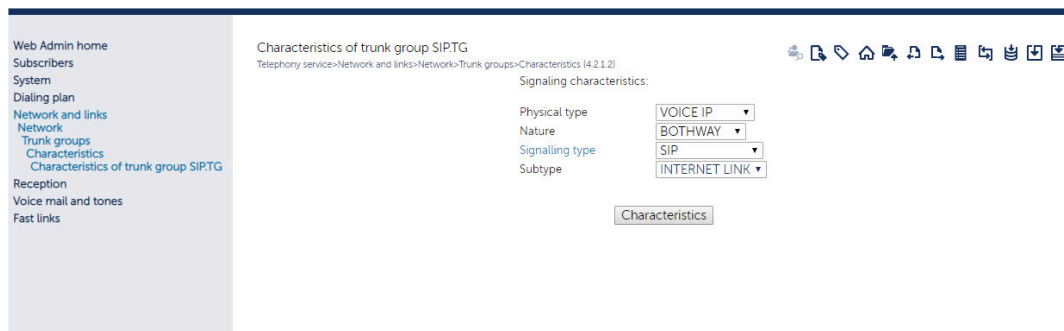 Web Admin home
Subscribers
System
Dialing plan
Network and links
Network
Trunk groups
Characteristics
Characteristics of trunk group SIP.TG
Reception
Voice mail and tones
Fast links
Characteristics of trunk group SIP.TG
Telephony service>Network and links>Network>Trunk groups>Characteristics (4.2.1.2)
Signaling characteristics:
Physical type VOICE IP
Nature BOTHWAY
Signalling type SIP
Subtype INTERNET LINK
Characteristics